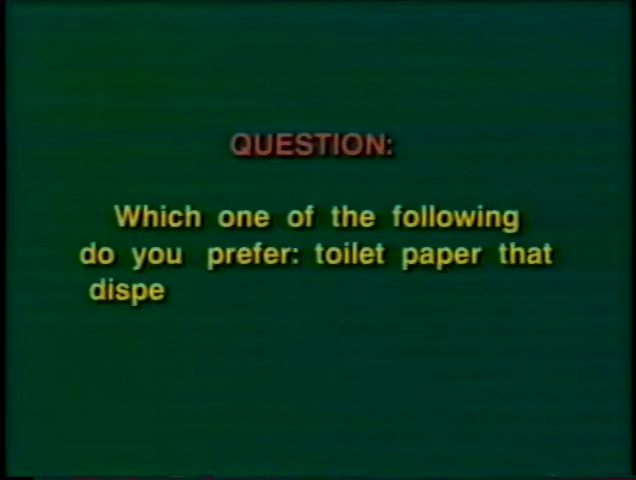 QUESTION:
Which one of the following
do you prefer: toilet paper that
dispe